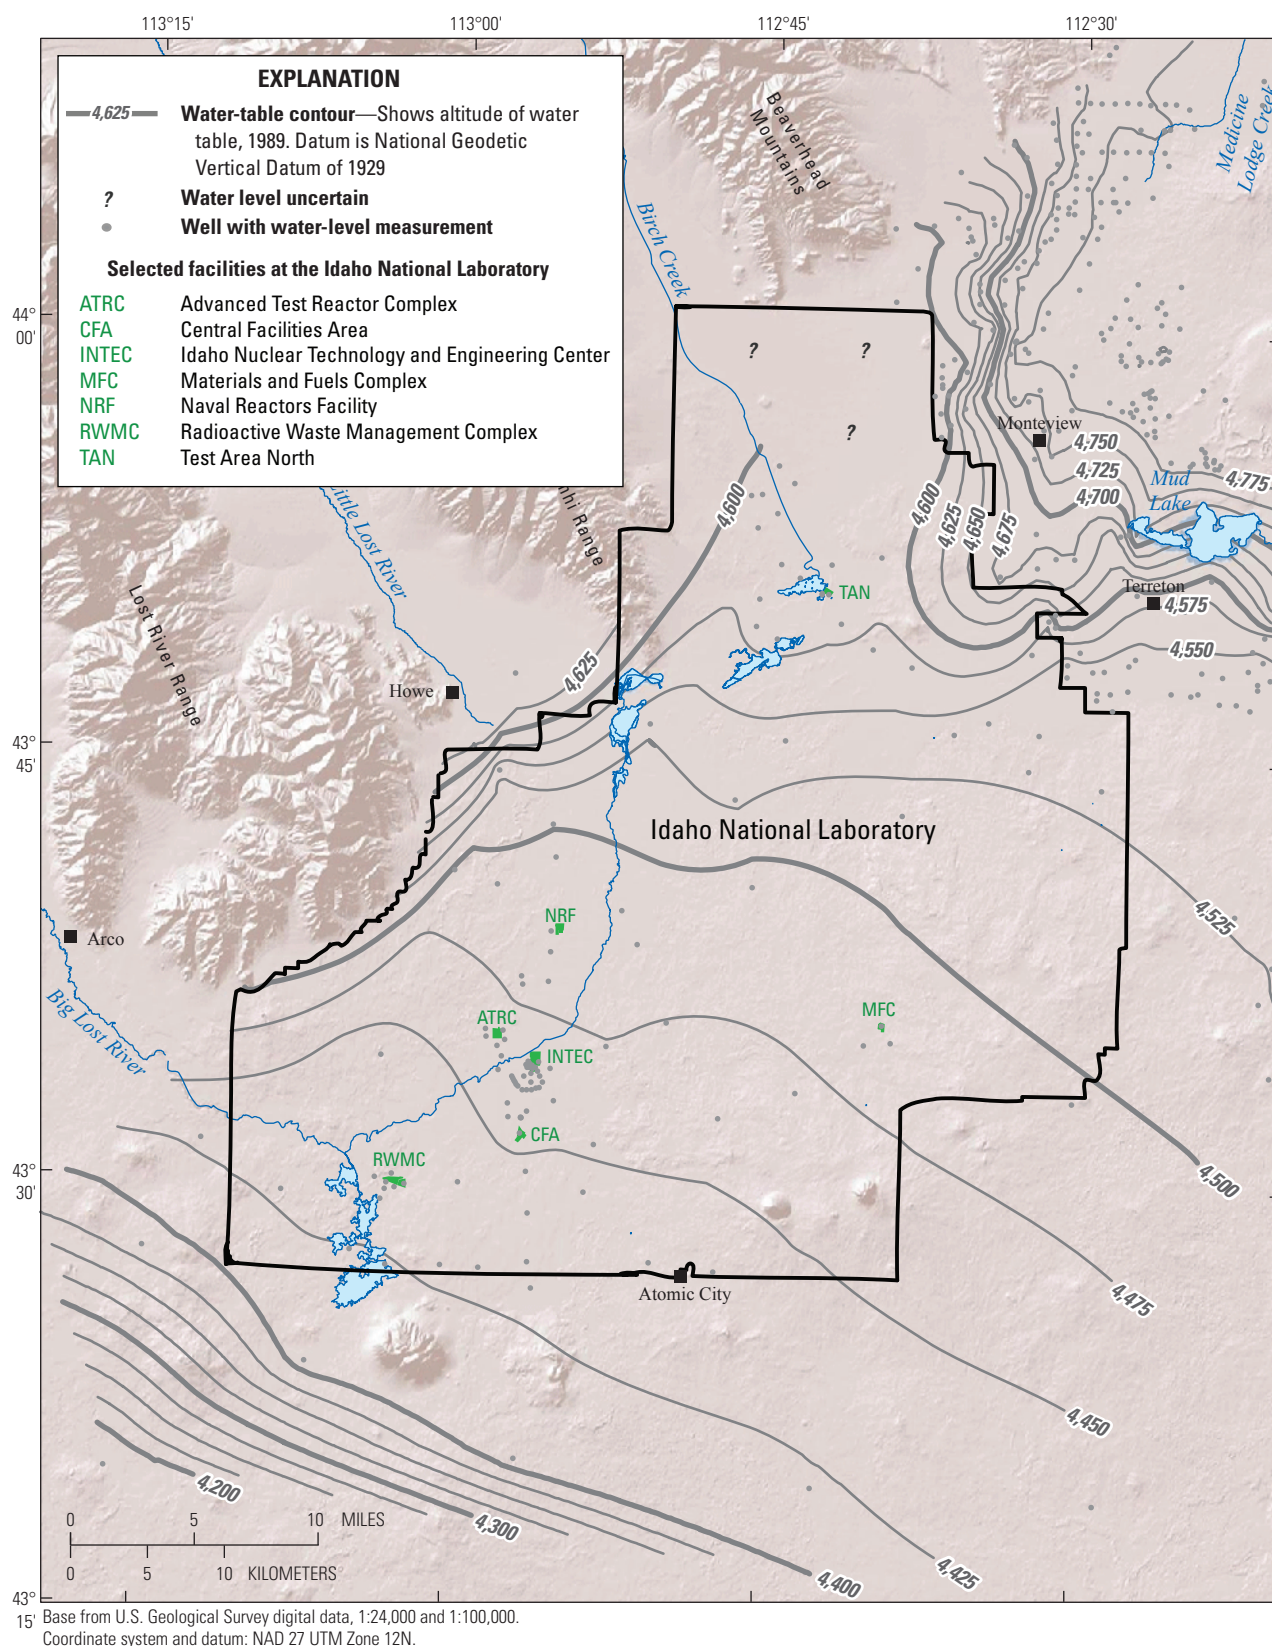 113°15'
113°00'
112°45'
112°30'
EXPLANATION
4,625
Water-table contour—Shows altitude of water
table, 1989. Datum is National Geodetic
Vertical Datum of 1929
?
Water level uncertain
Well with water-level measurement
Selected facilities at the Idaho National Laboratory
ATRC Advanced Test Reactor Complex
CFA Central Facilities Area
INTEC Idaho Nuclear Technology and Engineering Center
MFC Materials and Fuels Complex
NRF Naval Reactors Facility
RWMC Radioactive Waste Management Complex
TAN Test Area North
Beaverhead
Mountains
Medicine
Lodge Creek
Birch Creek
44°
00'
?
?
?
Monteview
4,750
4,725
4,700
4,775
Mud
Lake
4,600
4,600
4,625
4,650
4,675
Little Lost River
Range
Lost River Range
TAN
Terreton
4,575
4,550
4,625
Howe
43°
45'
Idaho National Laboratory
4,525
NRF
Arco
Big Lost River
ATRC
INTEC
MFC
CFA
RWMC
43°
30'
4,500
Atomic City
4,475
4,450
4,200
4,300
4,425
4,400
0 5 10 MILES
0 5 10 KILOMETERS
43°
15'
Base from U.S. Geological Survey digital data, 1:24,000 and 1:100,000.
Coordinate system and datum: NAD 27 UTM Zone 12N.